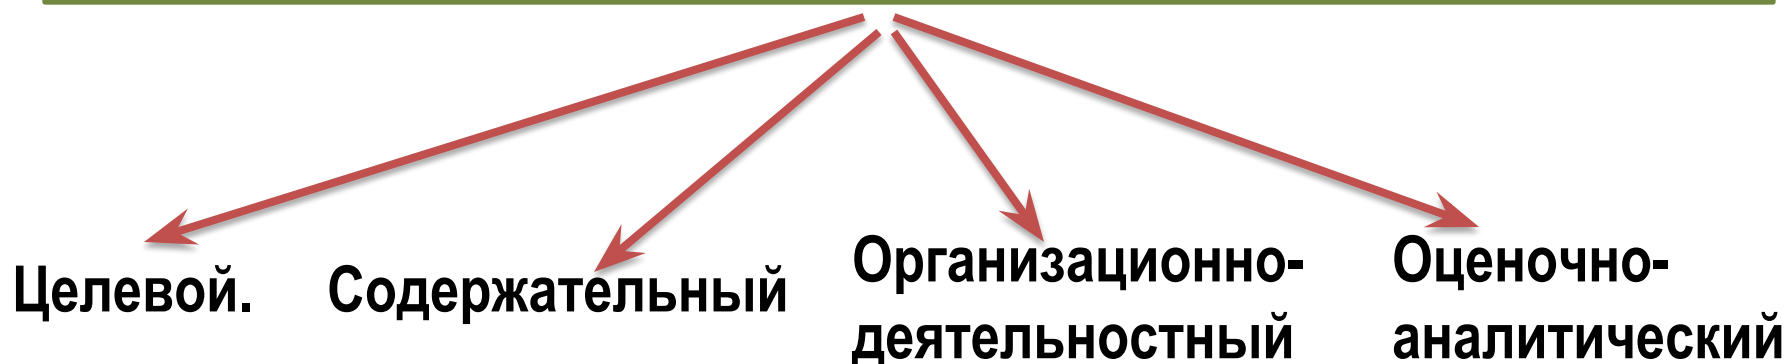 Целевой.
Содержательный
Организационно-
деятельностный
Оценочно-
аналитический